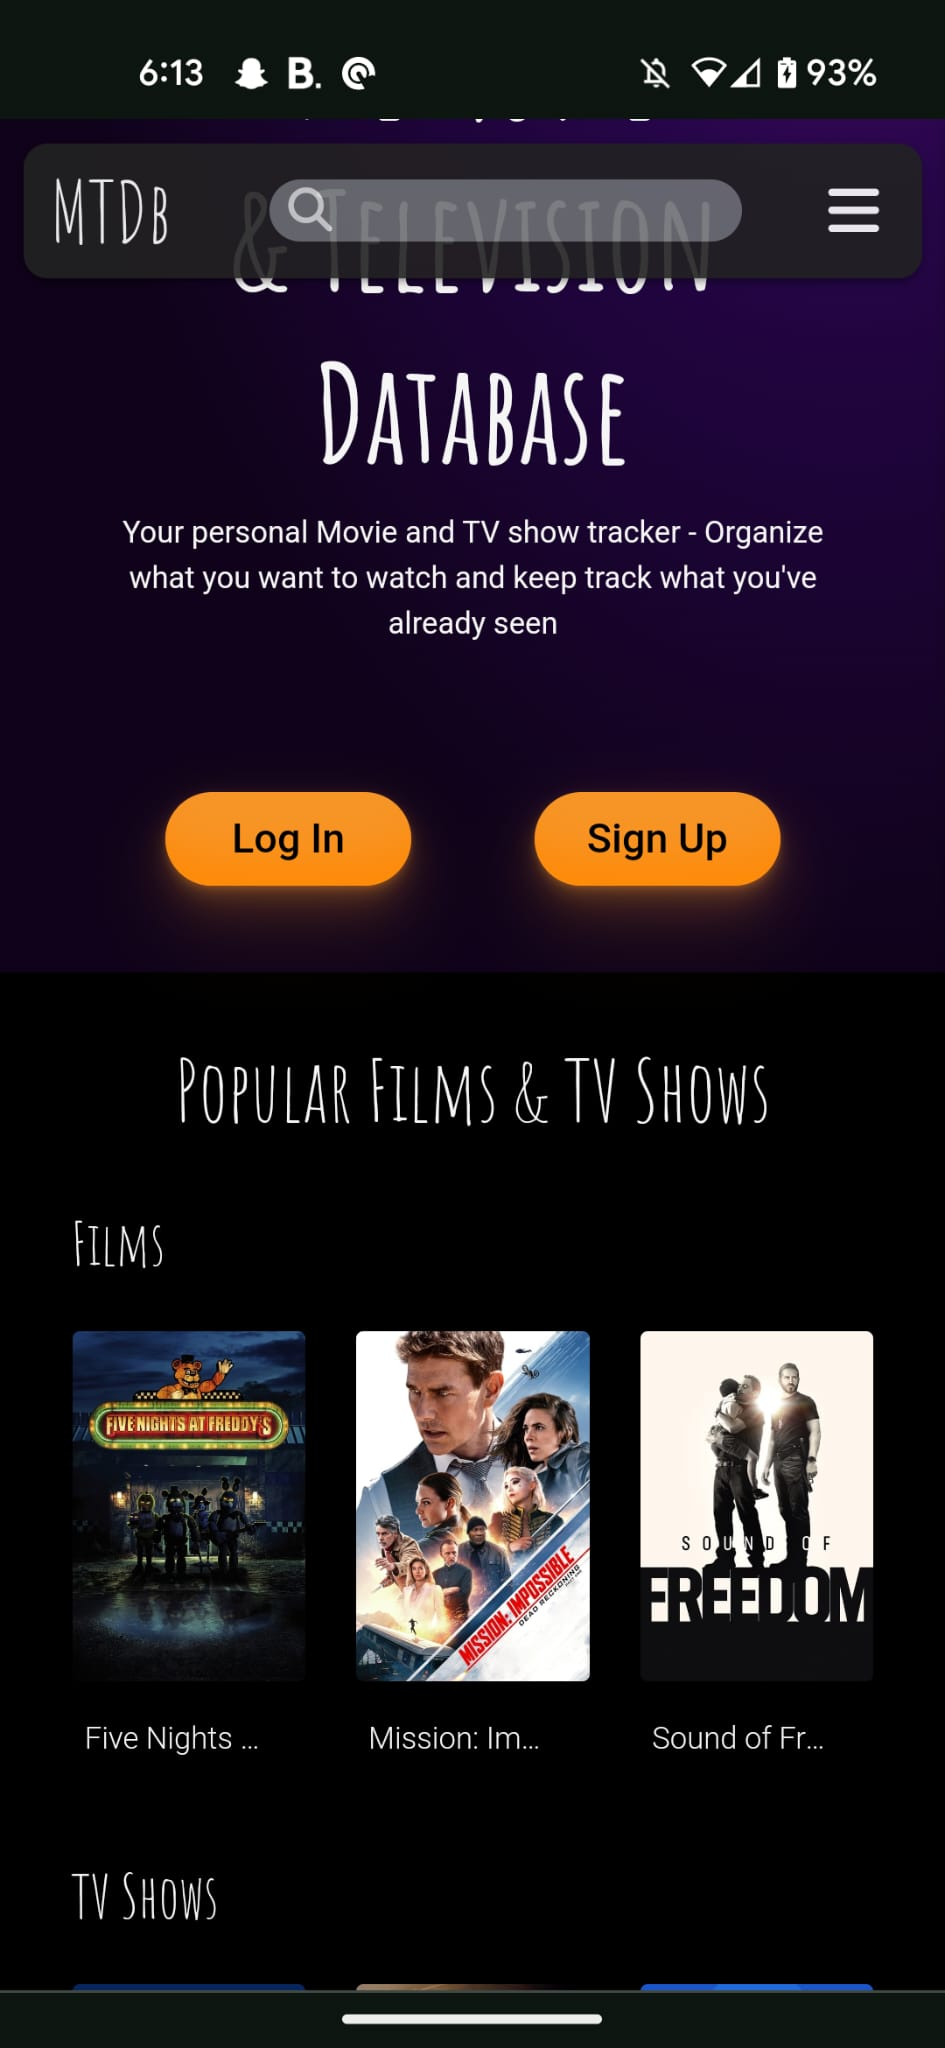 6:13 B. 93%
MTDb
& Television
Database
Your personal Movie and TV show tracker - Organize
what you want to watch and keep track what you've
already seen
Log In Sign Up
Popular Films & TV Shows
Films
FIVE NIGHTS AT FREDDY'S
MISSION: IMPOSSIBLE
DEAD RECKONING
SOUND OF
FREEDOM
Five Nights ... Mission: Im... Sound of Fr...
TV Shows